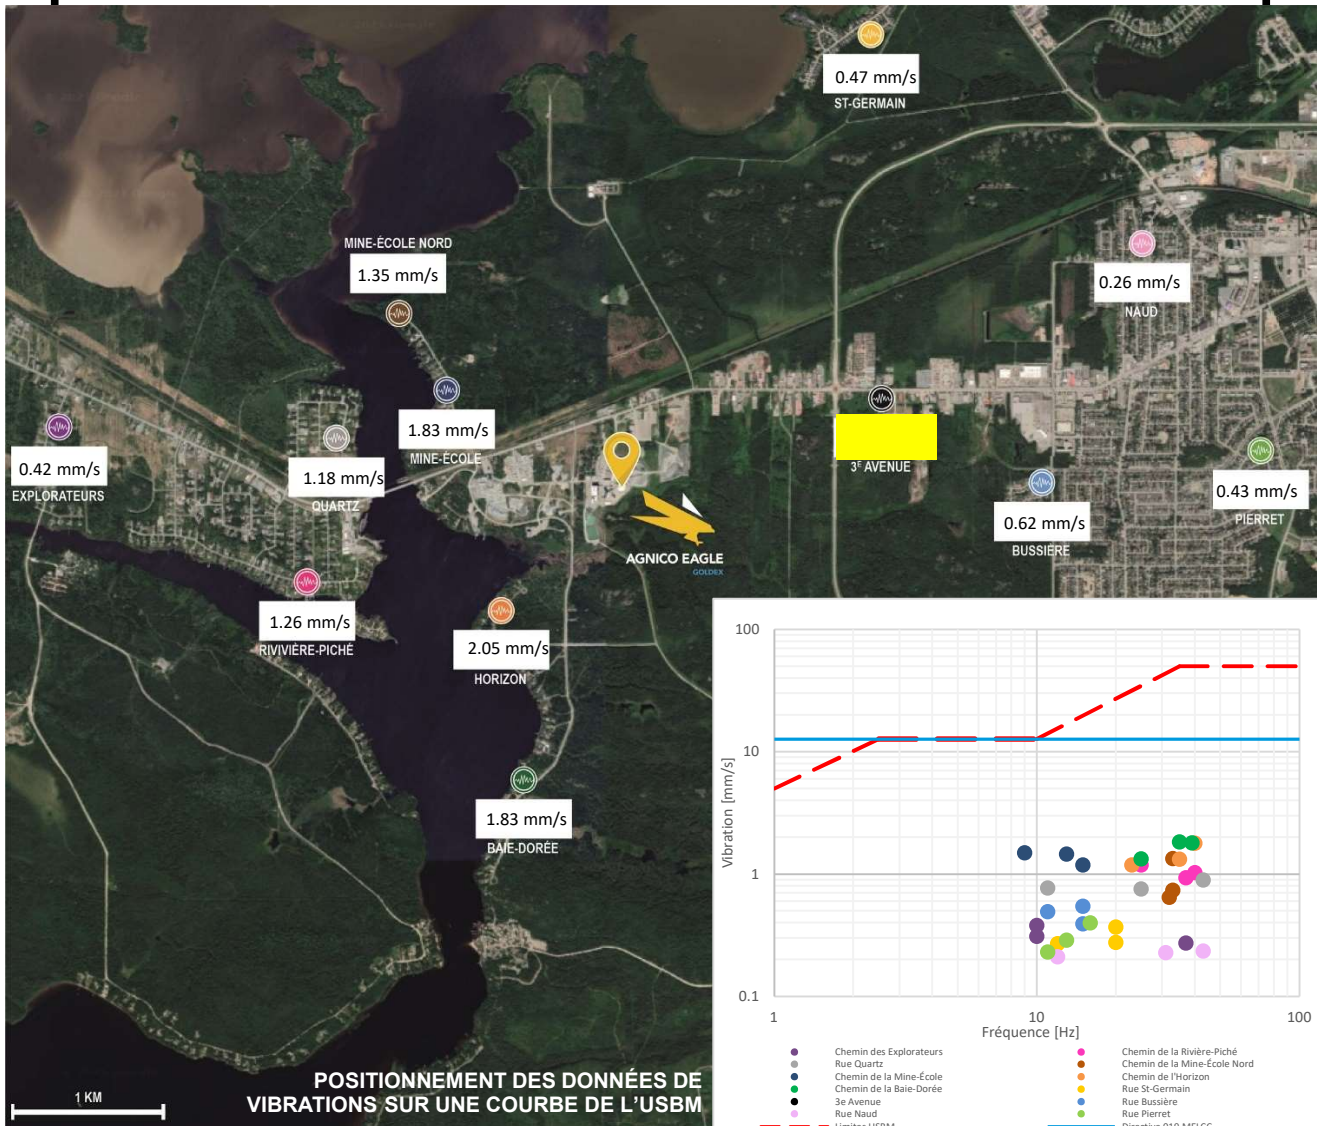 0.47 mm/s
ST-GERMAIN
MINE-ÉCOLE NORD
1.35 mm/s
0.26 mm/s
NAUD
1.83 mm/s
MINE-ÉCOLE
0.42 mm/s
EXPLORATEURS
1.18 mm/s
QUARTZ
3E AVENUE
0.43 mm/s
PIERRET
0.62 mm/s
BUSSIÈRE
AGNICO EAGLE
GOLDEX
1.26 mm/s
RIVIVIÈRE-PICHÉ
2.05 mm/s
HORIZON
1.83 mm/s
BAIE-DORÉE
POSITIONNEMENT DES DONNÉES DE
VIBRATIONS SUR UNE COURBE DE L'USBM
1 KM
100
10
1
0.1
Vibration [mm/s]
1
10
100
Fréquence [Hz]
Chemin des Explorateurs
Chemin de la Rivière-Piché
Rue Quartz
Chemin de la Mine-École Nord
Chemin de la Mine-École
Chemin de l'Horizon
Chemin de la Baie-Dorée
Rue St-Germain
3e Avenue
Rue Bussière
Rue Naud
Rue Pierret
Limites USBM
Directive 019 MELCC